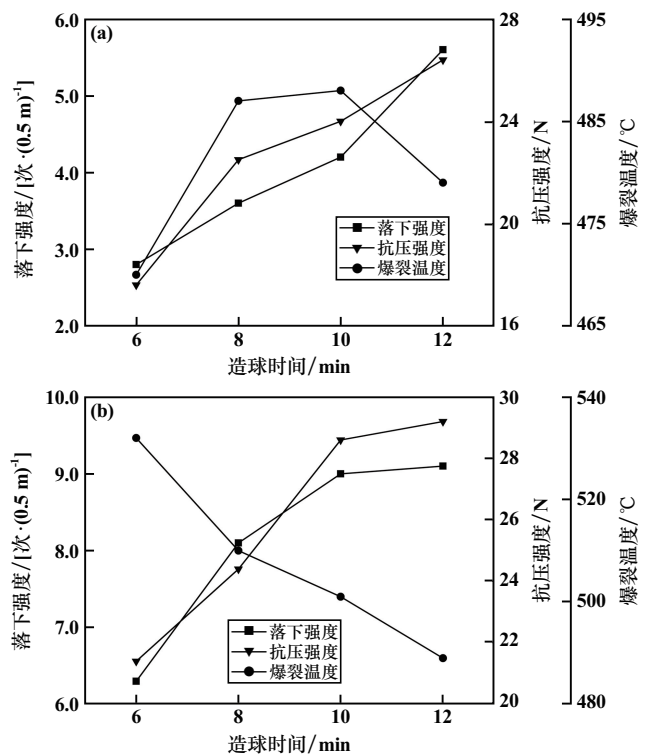 (a)
6.0
5.0
4.0
3.0
2.0
落下强度/[次·(0.5 m)⁻¹]
28
24
20
16
抗压强度/N
495
485
475
465
爆裂温度/℃
落下强度
抗压强度
爆裂温度
6 8 10 12
造球时间/min
(b)
10.0
9.0
8.0
7.0
6.0
落下强度/[次·(0.5 m)⁻¹]
30
28
25
24
21
20
抗压强度/N
540
520
500
480
爆裂温度/℃
落下强度
抗压强度
爆裂温度
6 8 10 12
造球时间/min